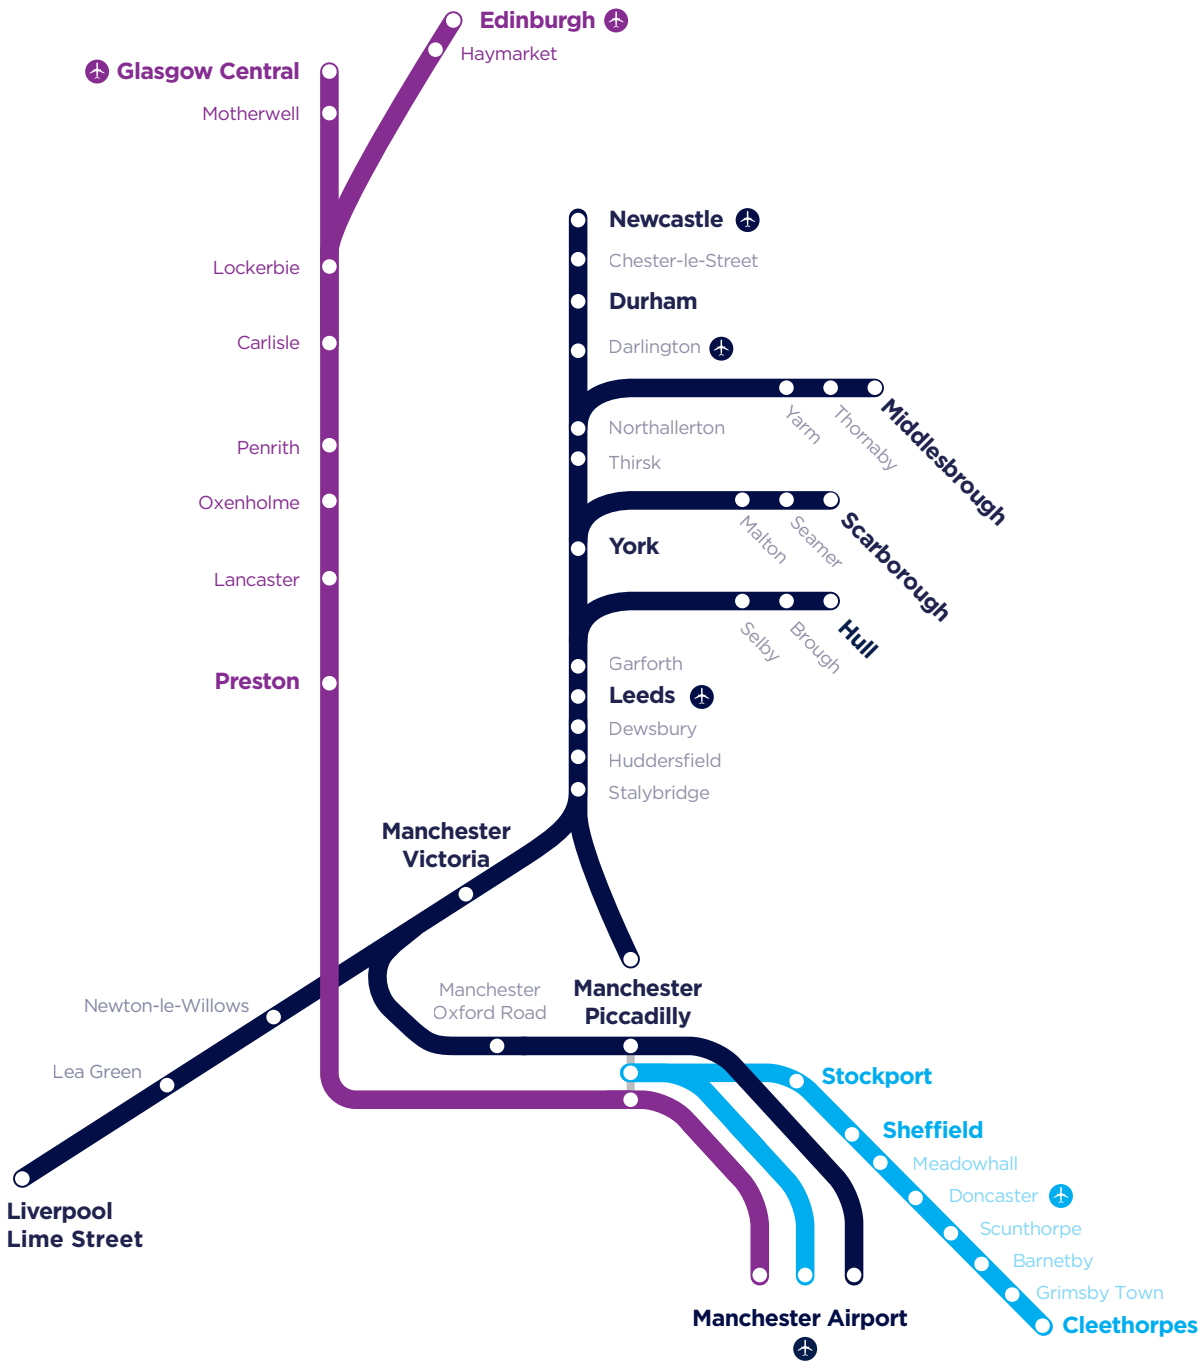 Edinburgh
Haymarket
Glasgow Central
Motherwell
Newcastle
Chester-le-Street
Lockerbie
Durham
Carlisle
Darlington
Middlesbrough
Thornaby
Yarm
Northallerton
Penrith
Thirsk
Oxenholme
Scarborough
Seamer
Malton
York
Lancaster
Hull
Brough
Selby
Garforth
Preston
Leeds
Dewsbury
Huddersfield
Stalybridge
Manchester
Victoria
Manchester
Oxford Road
Manchester
Piccadilly
Newton-le-Willows
Lea Green
Stockport
Sheffield
Meadowhall
Doncaster
Liverpool
Lime Street
Scunthorpe
Barnetby
Grimsby Town
Manchester Airport
Cleethorpes